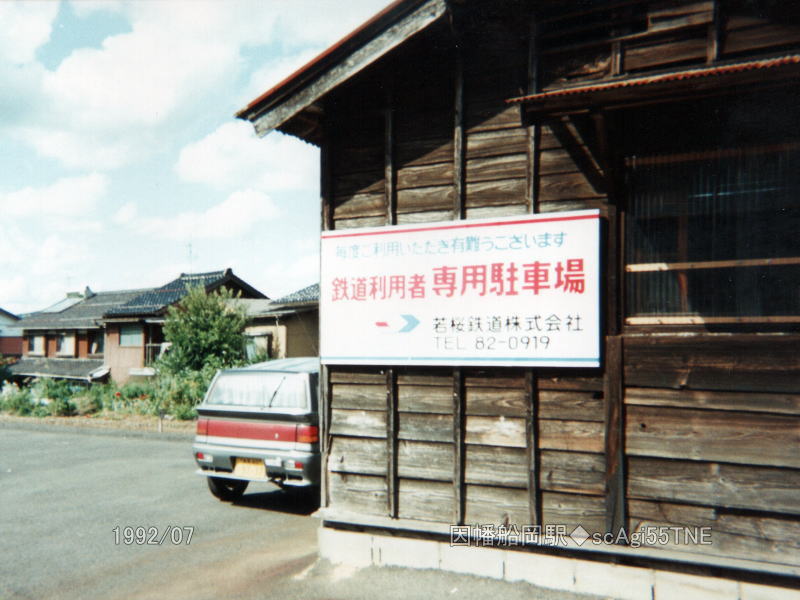 毎度ご利用いただき有難うございます
鉄道利用者専用駐車場
若桜鉄道株式会社
TEL 82-0919
1992/07
因幡船岡駅◆scAgi55TNE